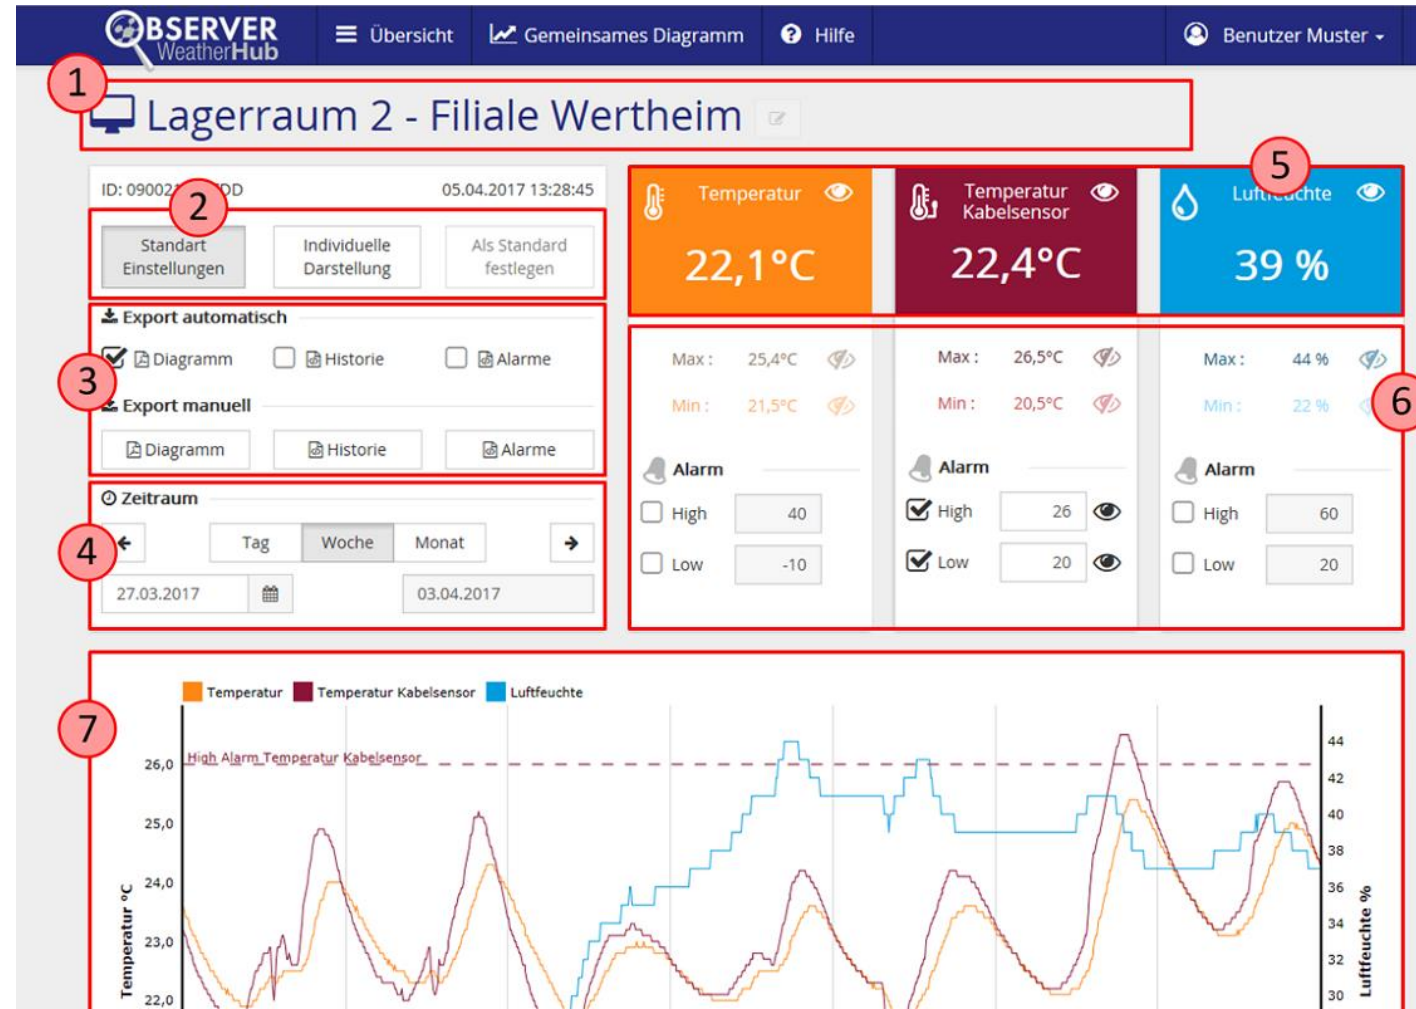 OBSERVER
WeatherHub
Übersicht
Gemeinsames Diagramm
Hilfe
Benutzer Muster
1
Lagerraum 2 - Filiale Wertheim
ID: 090021
DD
05.04.2017 13:28:45
2
Standart
Einstellungen
Individuelle
Darstellung
Als Standard
festlegen
Export automatisch
Diagramm
Historie
Alarme
3
Export manuell
Diagramm
Historie
Alarme
Zeitraum
4
Tag
Woche
Monat
27.03.2017
03.04.2017
5
Temperatur
22,1°C
Temperatur
Kabelsensor
22,4°C
Luftfeuchte
39 %
6
Max : 25,4°C
Min : 21,5°C
Alarm
High 40
Low -10
Max : 26,5°C
Min : 20,5°C
Alarm
High 26
Low 20
Max : 44 %
Min : 22 %
Alarm
High 60
Low 20
7
Temperatur Temperatur Kabelsensor Luftfeuchte
High Alarm Temperatur Kabelsensor
Temperatur °C
26,0
25,0
24,0
23,0
22,0
44
42
40
38
36
34
32
30
Luftfeuchte %